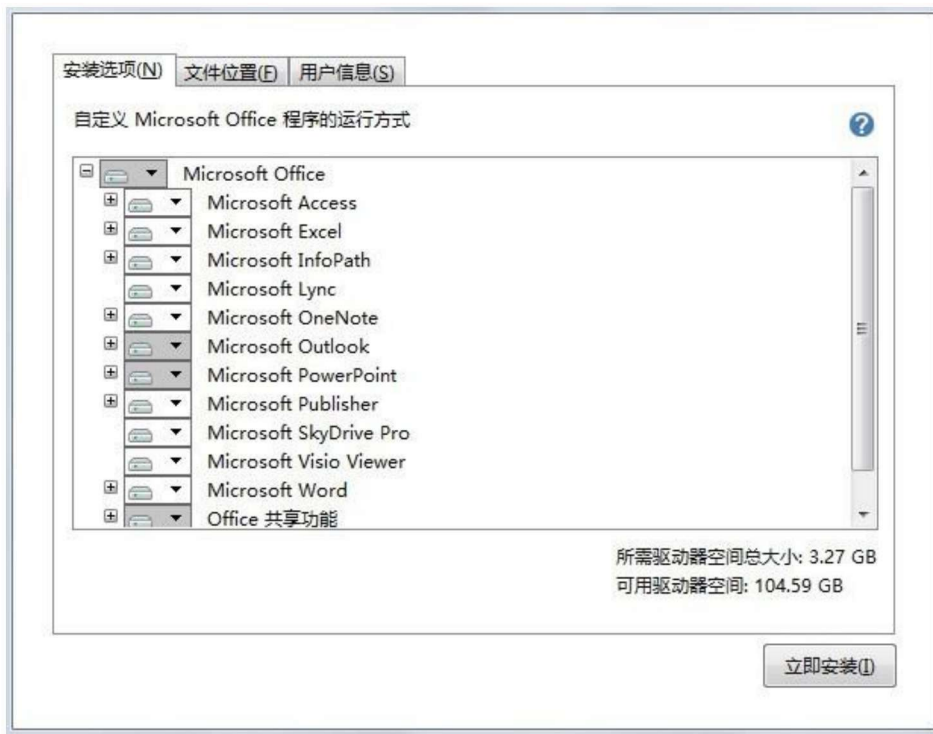 安装选项(N) 文件位置(F) 用户信息(S)
自定义 Microsoft Office 程序的运行方式
Microsoft Office
Microsoft Access
Microsoft Excel
Microsoft InfoPath
Microsoft Lync
Microsoft OneNote
Microsoft Outlook
Microsoft PowerPoint
Microsoft Publisher
Microsoft SkyDrive Pro
Microsoft Visio Viewer
Microsoft Word
Office 共享功能
所需驱动器空间总大小: 3.27 GB
可用驱动器空间: 104.59 GB
立即安装(I)